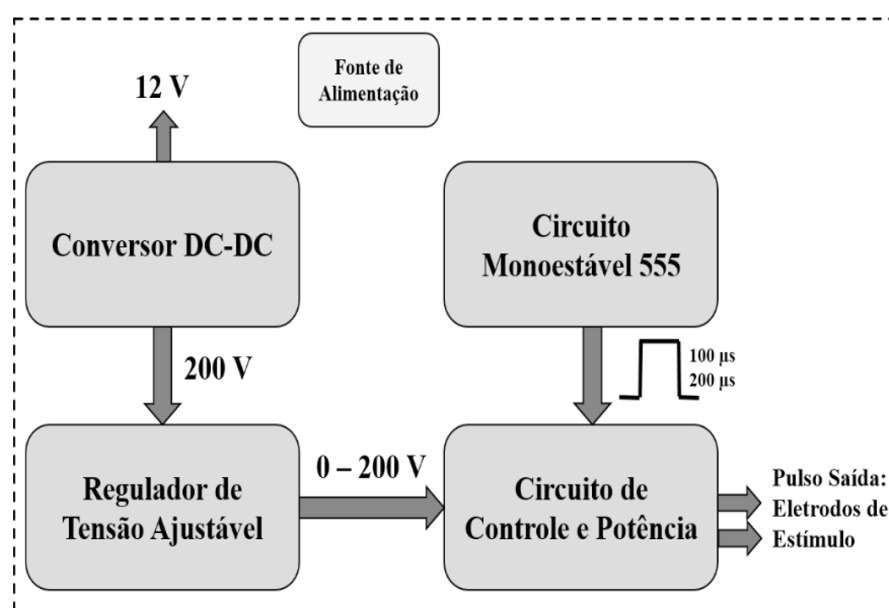 Fonte de
Alimentação
12 V
Conversor DC-DC
Circuito
Monoestável 555
200 V
100 µs
200 µs
Regulador de
Tensão Ajustável
0 – 200 V
Circuito de
Controle e Potência
Pulso Saída:
Eletrodos de
Estímulo